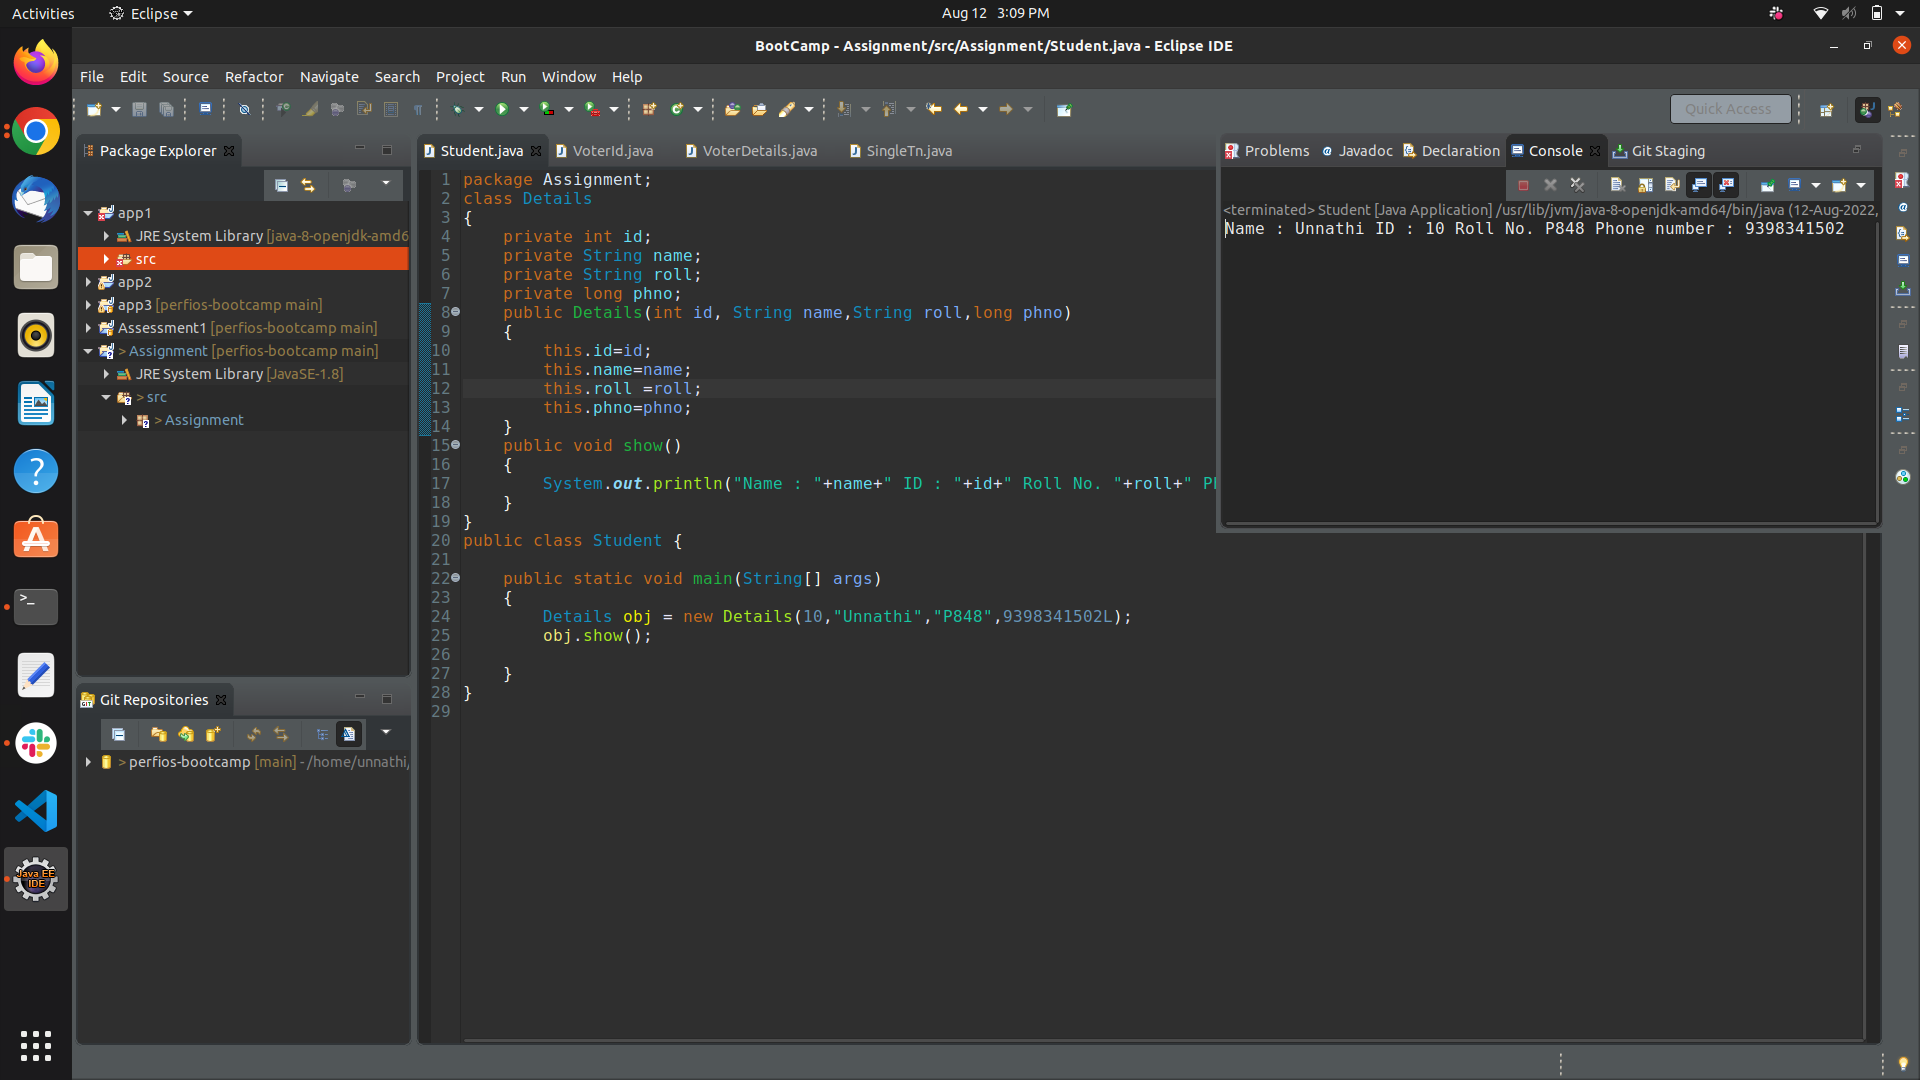 Activities
Eclipse
Aug 12 3:09 PM
BootCamp - Assignment/src/Assignment/Student.java - Eclipse IDE
File Edit Source Refactor Navigate Search Project Run Window Help
Quick Access
Package Explorer
app1
JRE System Library [java-8-openjdk-amd6
src
app2
app3 [perfios-bootcamp main]
Assessment1 [perfios-bootcamp main]
> Assignment [perfios-bootcamp main]
JRE System Library [JavaSE-1.8]
> src
> Assignment
Git Repositories
> perfios-bootcamp [main] - /home/unnathi/
Student.java VoterId.java VoterDetails.java SingleTn.java
1 package Assignment;
2 class Details
3 {
4 private int id;
5 private String name;
6 private String roll;
7 private long phno;
8 public Details(int id, String name,String roll,long phno)
9 {
10 this.id=id;
11 this.name=name;
12 this.roll =roll;
13 this.phno=phno;
14 }
15 public void show()
16 {
17 System.out.println("Name : "+name+" ID : "+id+" Roll No. "+roll+" P
18 }
19 }
20 public class Student {
21
22 public static void main(String[] args)
23 {
24 Details obj = new Details(10,"Unnathi","P848",9398341502L);
25 obj.show();
26
27 }
28 }
29
Problems Javadoc Declaration Console Git Staging
<terminated> Student [Java Application] /usr/lib/jvm/java-8-openjdk-amd64/bin/java (12-Aug-2022,
Name : Unnathi ID : 10 Roll No. P848 Phone number : 9398341502
Java EE
IDE